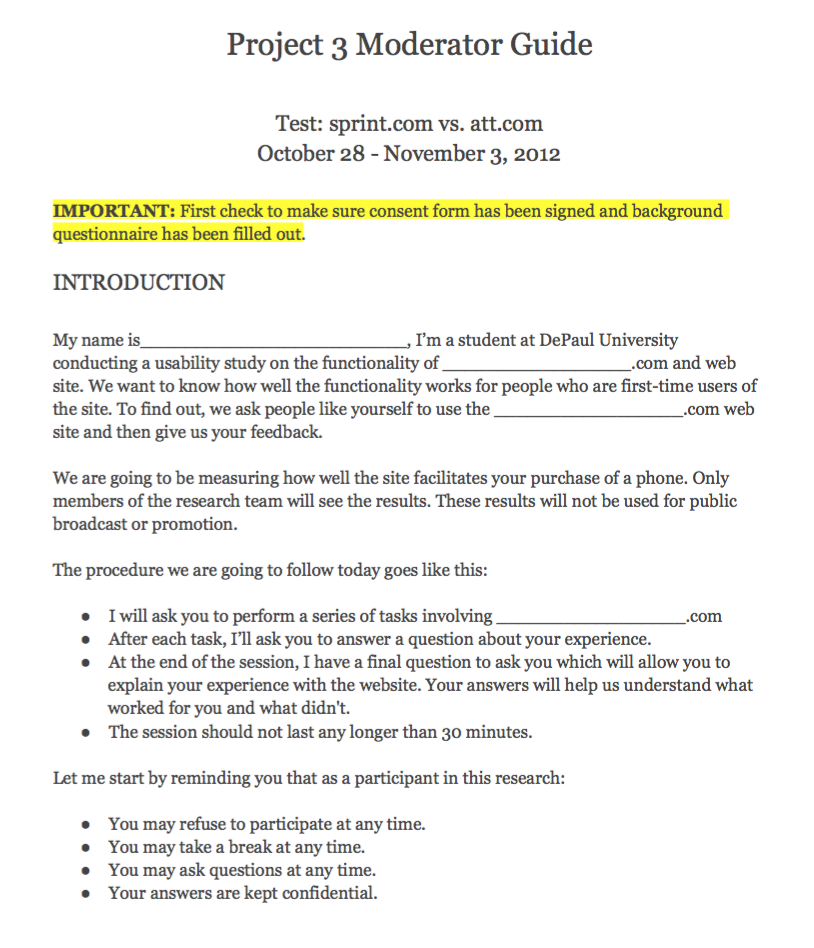 Project 3 Moderator Guide
Test: sprint.com vs. att.com
October 28 - November 3, 2012
IMPORTANT: First check to make sure consent form has been signed and background
questionnaire has been filled out.
INTRODUCTION
My name is____________________________, I'm a student at DePaul University
conducting a usability study on the functionality of ____________________.com and web
site. We want to know how well the functionality works for people who are first-time users of
the site. To find out, we ask people like yourself to use the ____________________.com web
site and then give us your feedback.
We are going to be measuring how well the site facilitates your purchase of a phone. Only
members of the research team will see the results. These results will not be used for public
broadcast or promotion.
The procedure we are going to follow today goes like this:
● I will ask you to perform a series of tasks involving ____________________.com
● After each task, I'll ask you to answer a question about your experience.
● At the end of the session, I have a final question to ask you which will allow you to
explain your experience with the website. Your answers will help us understand what
worked for you and what didn't.
● The session should not last any longer than 30 minutes.
Let me start by reminding you that as a participant in this research:
● You may refuse to participate at any time.
● You may take a break at any time.
● You may ask questions at any time.
● Your answers are kept confidential.